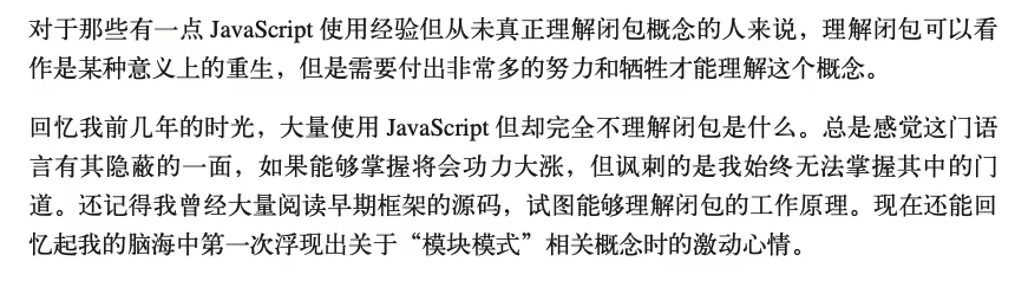 对于那些有一点 JavaScript 使用经验但从未真正理解闭包概念的人来说，理解闭包可以看
作是某种意义上的重生，但是需要付出非常多的努力和牺牲才能理解这个概念。
回忆我前几年的时光，大量使用 JavaScript 但却完全不理解闭包是什么。总是感觉这门语
言有其隐蔽的一面，如果能够掌握将会功力大涨，但讽刺的是我始终无法掌握其中的门
道。还记得我曾经大量阅读早期框架的源码，试图能够理解闭包的工作原理。现在还能回
忆起我的脑海中第一次浮现出关于“模块模式”相关概念时的激动心情。